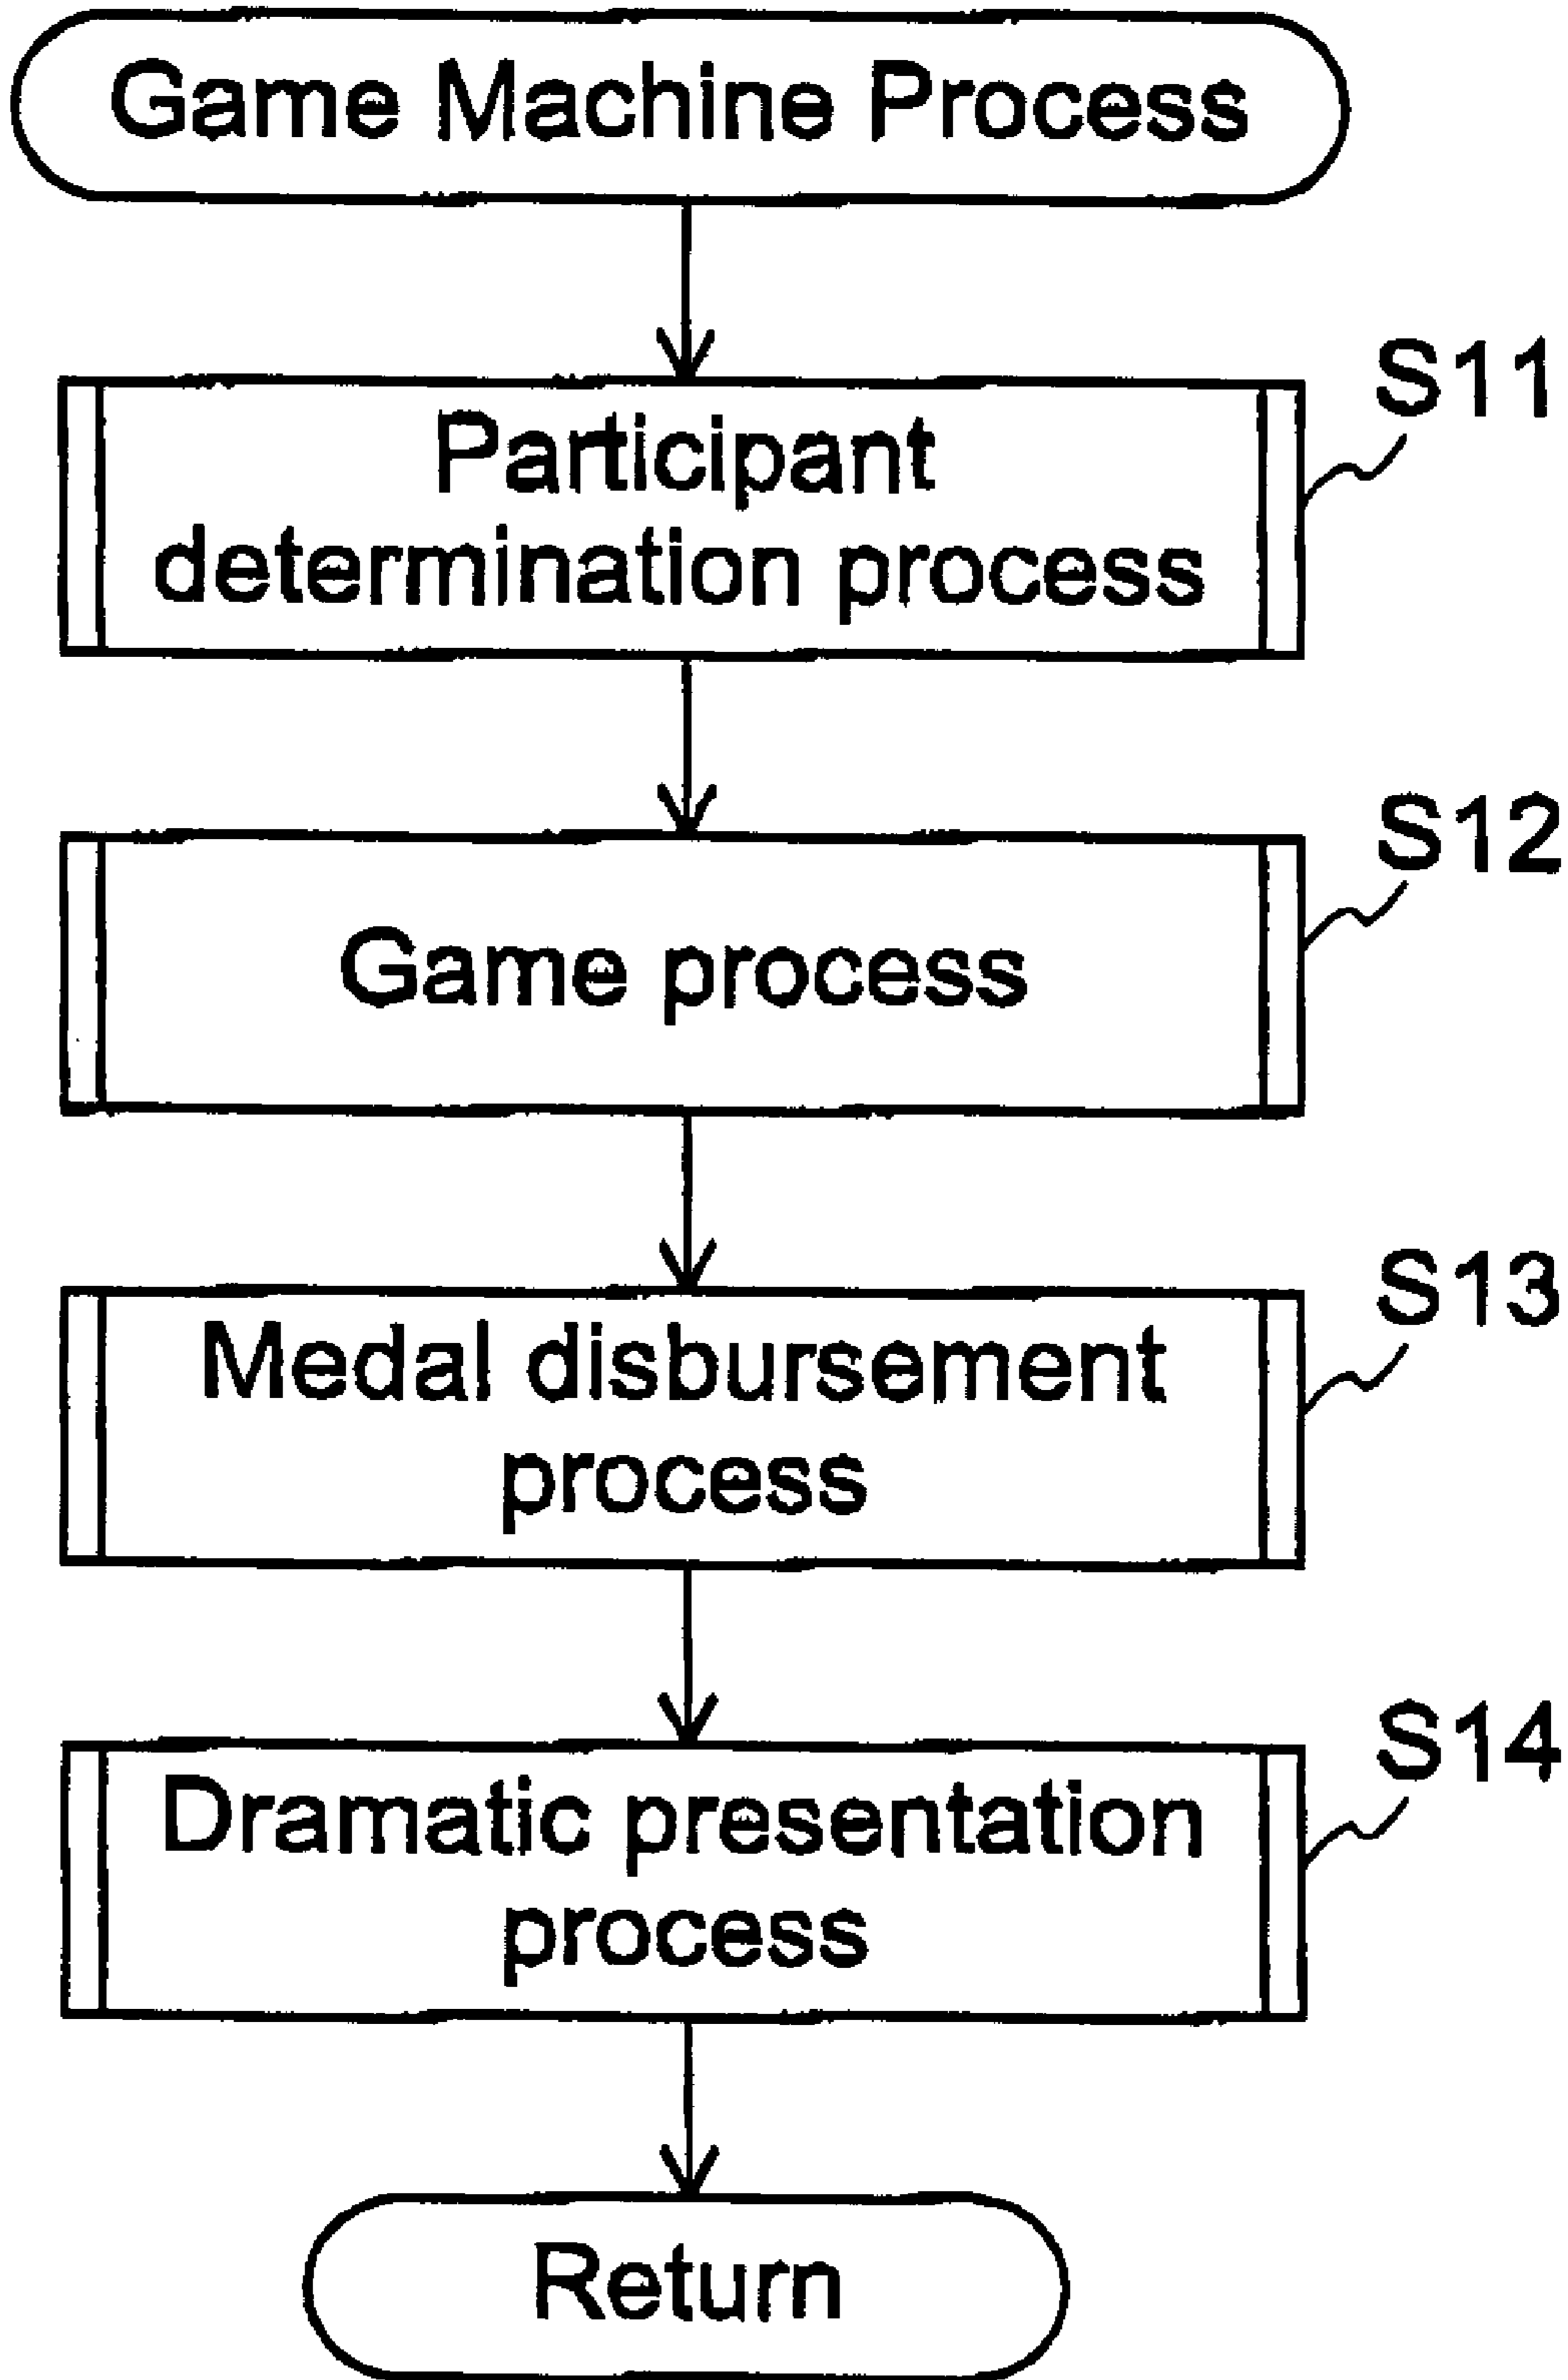 Game Machine Process
S11
Participant
determination process
S12
Game process
S13
Medal disbursement
process
S14
Dramatic presentation
process
Return